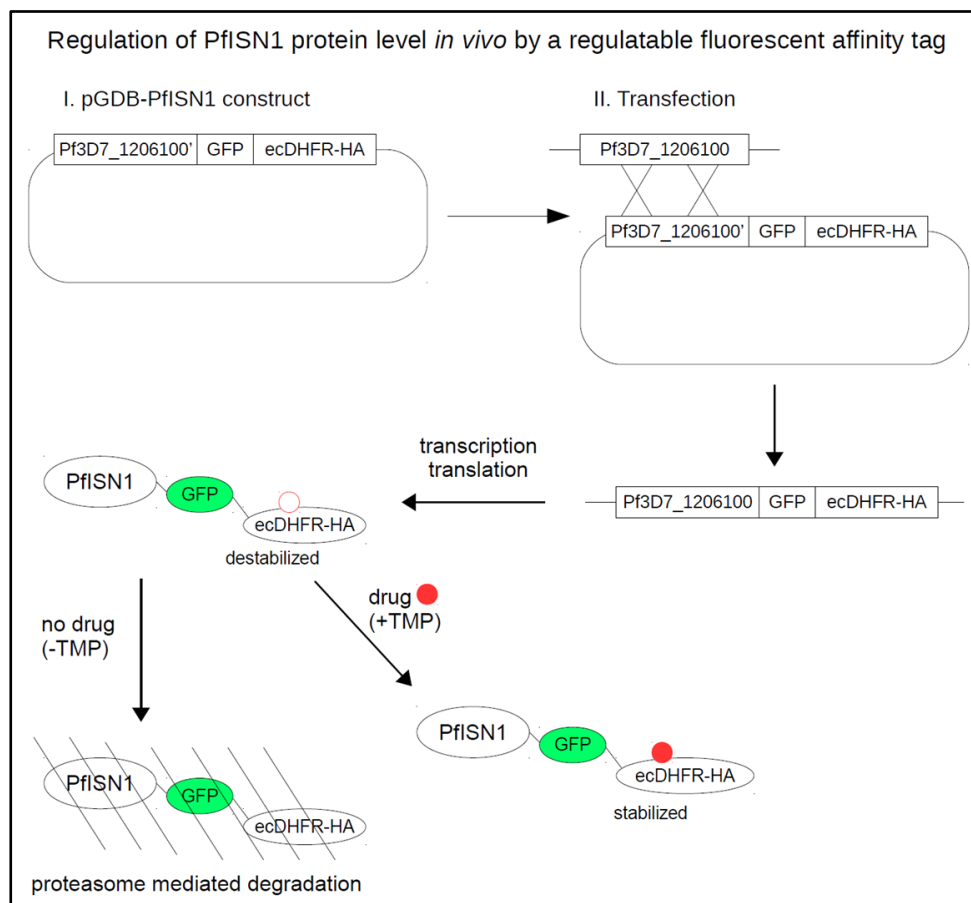 Regulation of PfISN1 protein level in vivo by a regulatable fluorescent affinity tag
I. pGDB-PfISN1 construct
II. Transfection
Pf3D7_1206100' GFP ecDHFR-HA
Pf3D7_1206100
Pf3D7_1206100' GFP ecDHFR-HA
transcription
translation
PfISN1
GFP
ecDHFR-HA
destabilized
Pf3D7_1206100 GFP ecDHFR-HA
no drug
(-TMP)
drug
(+TMP)
PfISN1
GFP
ecDHFR-HA
stabilized
PfISN1
GFP
ecDHFR-HA
proteasome mediated degradation